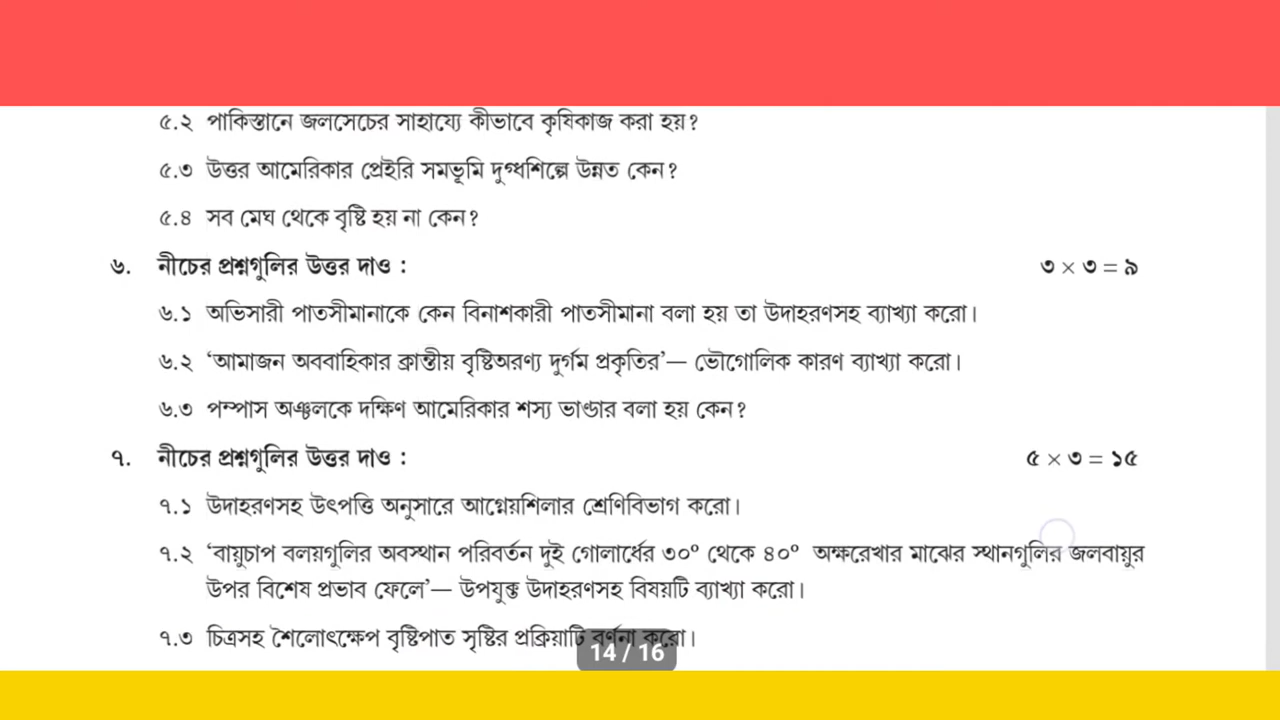 ৫.২ পাকিস্তানে জলসেচের সাহায্যে কীভাবে কৃষিকাজ করা হয়?
৫.৩ উত্তর আমেরিকার প্রেইরি সমভূমি দুগ্ধশিল্পে উন্নত কেন?
৫.৪ সব মেঘ থেকে বৃষ্টি হয় না কেন?
৬. নীচের প্রশ্নগুলির উত্তর দাও : ৩ × ৩ = ৯
৬.১ অভিসারী পাতসীমানাকে কেন বিনাশকারী পাতসীমানা বলা হয় তা উদাহরণসহ ব্যাখ্যা করো।
৬.২ ‘আমাজন অববাহিকার ক্রান্তীয় বৃষ্টিঅরণ্য দুর্গম প্রকৃতির’— ভৌগোলিক কারণ ব্যাখ্যা করো।
৬.৩ পম্পাস অঞ্চলকে দক্ষিণ আমেরিকার শস্য ভাণ্ডার বলা হয় কেন?
৭. নীচের প্রশ্নগুলির উত্তর দাও : ৫ × ৩ = ১৫
৭.১ উদাহরণসহ উৎপত্তি অনুসারে আগ্নেয়শিলার শ্রেণিবিভাগ করো।
৭.২ ‘বায়ুচাপ বলয়গুলির অবস্থান পরিবর্তন দুই গোলার্ধের ৩০° থেকে ৪০° অক্ষরেখার মাঝের স্থানগুলির জলবায়ুর
উপর বিশেষ প্রভাব ফেলে’— উপযুক্ত উদাহরণসহ বিষয়টি ব্যাখ্যা করো।
৭.৩ চিত্রসহ শৈলোৎক্ষেপ বৃষ্টিপাত সৃষ্টির প্রক্রিয়াটি বর্ণনা করো।
14 / 16